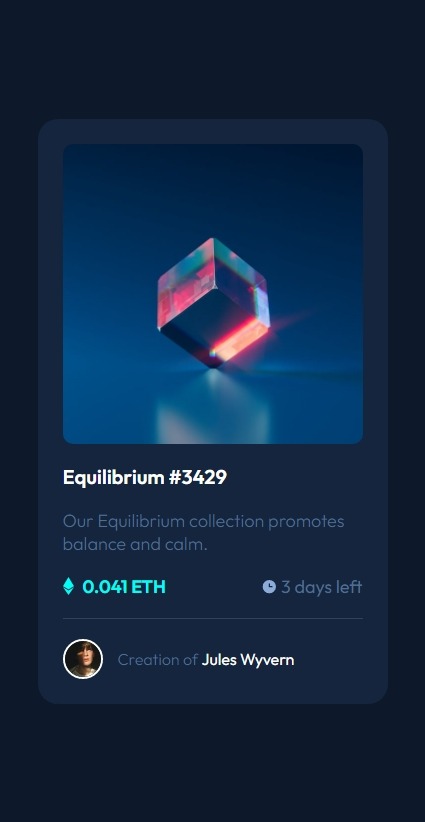 Equilibrium #3429
Our Equilibrium collection promotes
balance and calm.
0.041 ETH
3 days left
Creation of Jules Wyvern